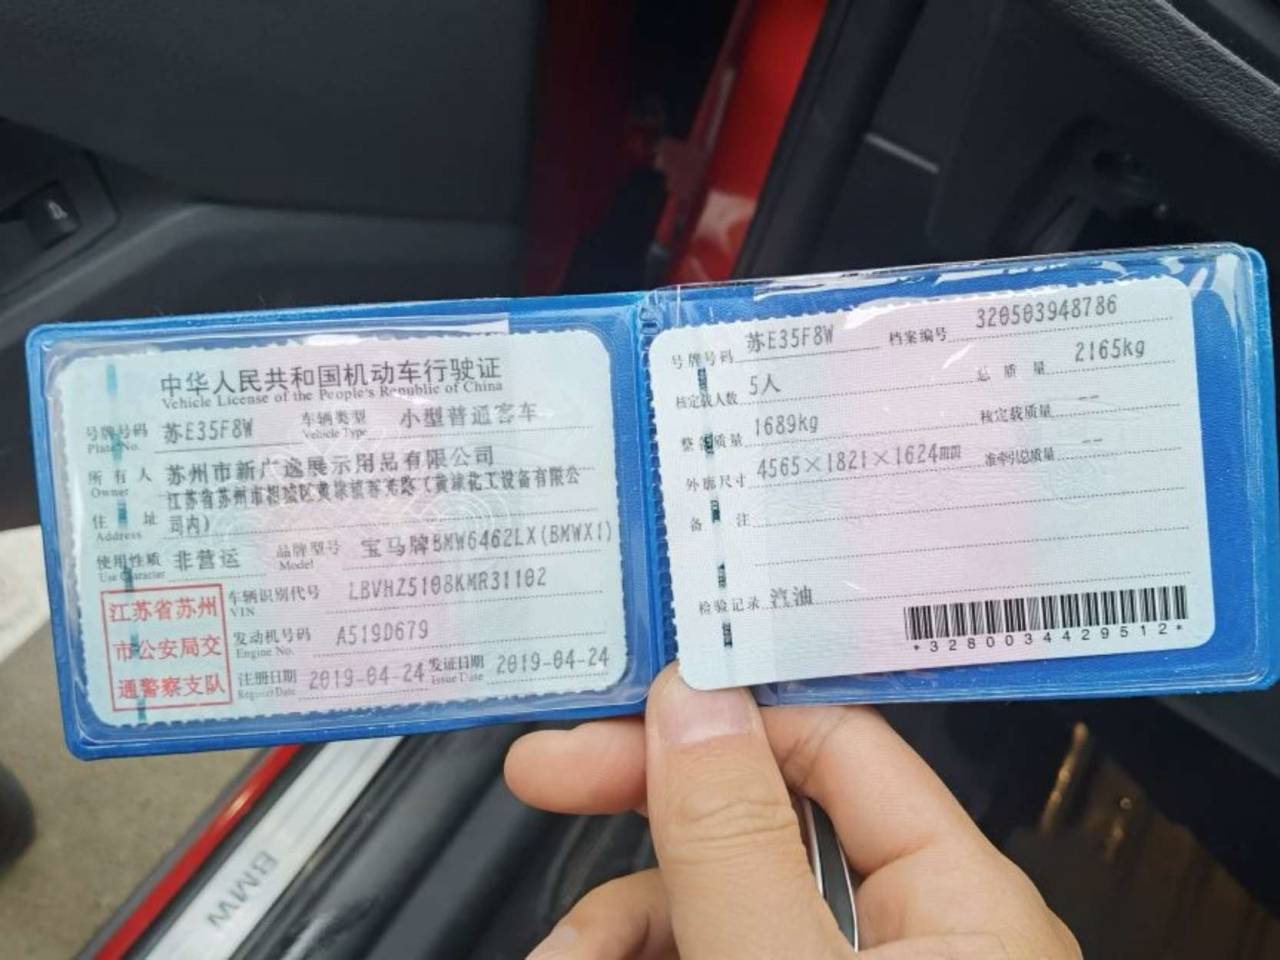 中华人民共和国机动车行驶证
Vehicle License of the People's Republic of China
号牌号码 苏E35F8W 车辆类型 小型普通客车
Plate No. Vehicle Type
所有人 苏州市新广逸展示用品有限公司
Owner
江苏省苏州市相城区黄埭镇春秋路(黄埭化工设备有限公
住址 司内)
Address
使用性质 非营运 品牌型号 宝马牌BMW6462LX(BMWX1)
Use Character Model
江苏省苏州
市公安局交
通警察支队
车辆识别代号 LBVHZ5108KMR31102
VIN
发动机号码 A519D679
Engine No.
注册日期 2019-04-24 发证日期 2019-04-24
Register Date Issue Date
号牌号码 苏E35F8W 档案编号 320503948786
核定载人数 5人 总质量 2165kg
整备质量 1689kg 核定载质量 --
外廓尺寸 4565×1821×1624mm 准牵引总质量 --
备注
检验记录 汽油
*3280034429512*
BMW